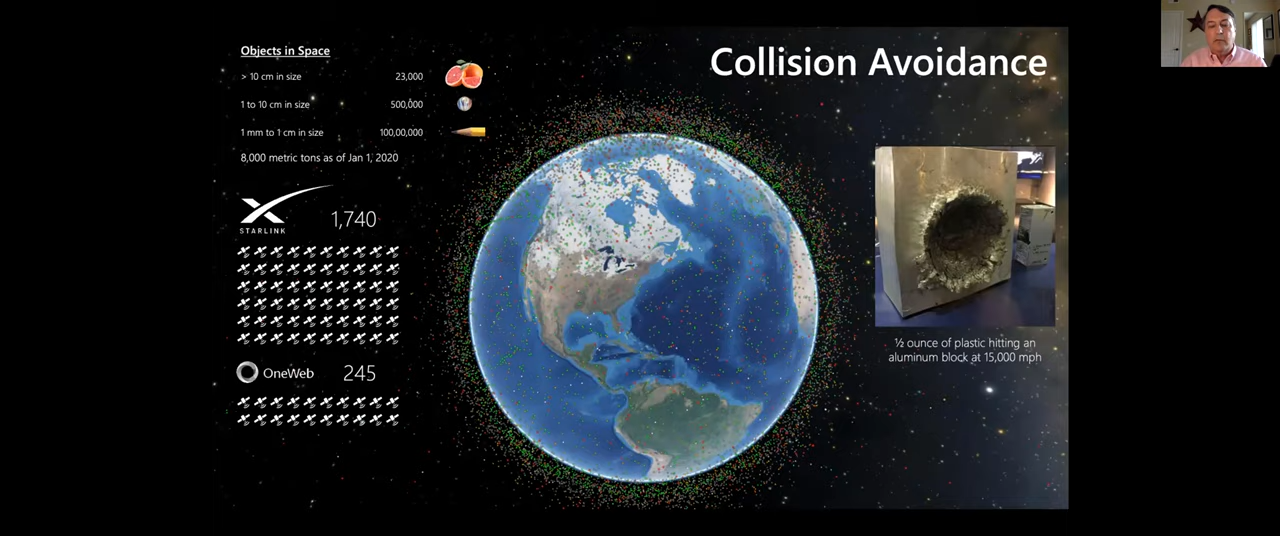 Objects in Space
> 10 cm in size 23,000
1 to 10 cm in size 500,000
1 mm to 1 cm in size 100,00,000
8,000 metric tons as of Jan 1, 2020
STARLINK 1,740
OneWeb 245
Collision Avoidance
½ ounce of plastic hitting an
aluminum block at 15,000 mph